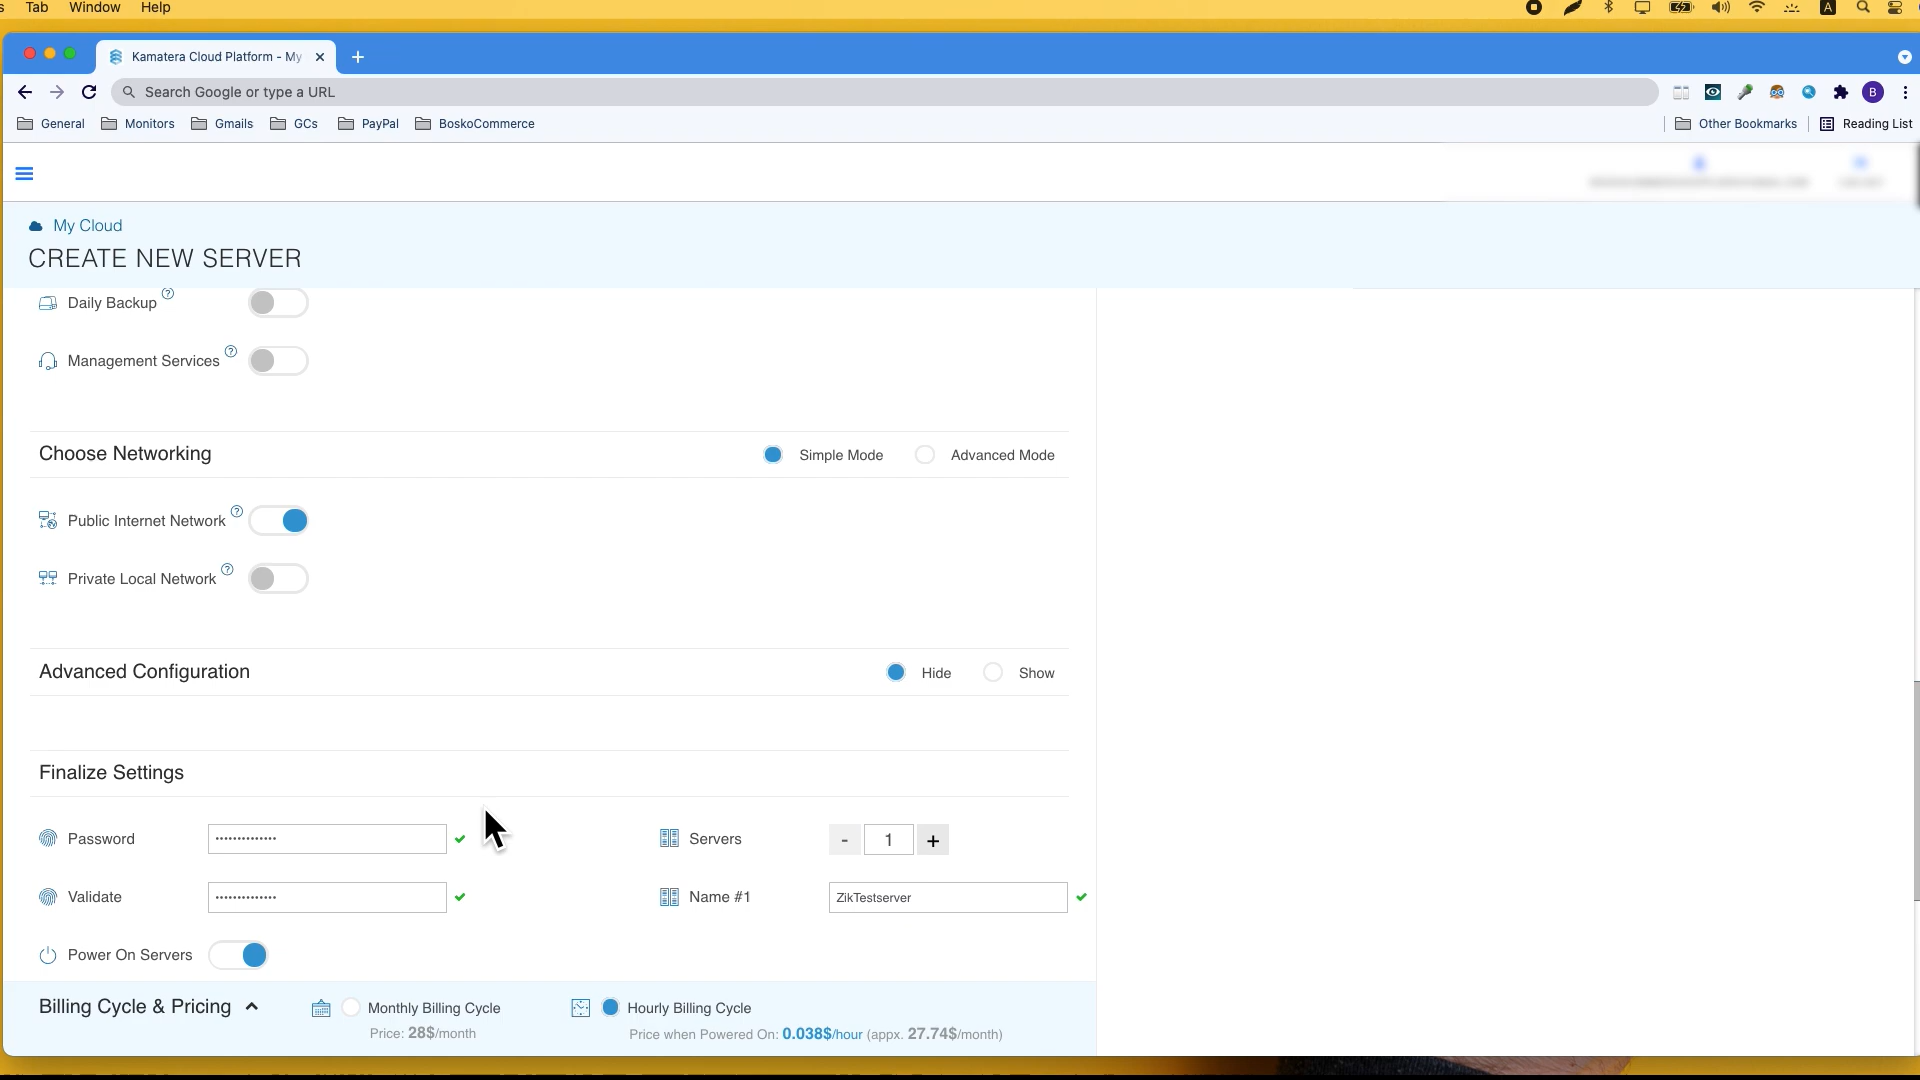 Tab Window Help A
Kamatera Cloud Platform - My
Search Google or type a URL B
General Monitors Gmails GCs PayPal BoskoCommerce Other Bookmarks Reading List
My Cloud
CREATE NEW SERVER
Daily Backup ?
Management Services ?
Choose Networking Simple Mode Advanced Mode
Public Internet Network ?
Private Local Network ?
Advanced Configuration Hide Show
Finalize Settings
Password •••••••••••••• Servers - 1 +
Validate •••••••••••••• Name #1 ZikTestserver
Power On Servers
Billing Cycle & Pricing Monthly Billing Cycle Hourly Billing Cycle
Price: 28$/month Price when Powered On: 0.038$/hour (appx. 27.74$/month)